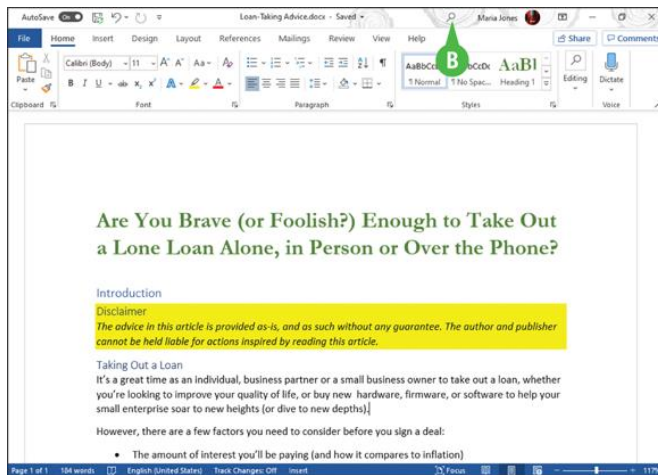 AutoSave On Loan-Taking Advice.docx - Saved Maria Jones
File Home Insert Design Layout References Mailings Review View Help Share Comments
Calibri (Body) 11 A A Aa A AaBbCc AaBbCcDc AaBl
Paste B I U ab x₂ x² A A ¶ Normal ¶ No Spac... Heading 1 Editing Dictate
B
Clipboard Font Paragraph Styles Voice
Are You Brave (or Foolish?) Enough to Take Out
a Lone Loan Alone, in Person or Over the Phone?
Introduction
Disclaimer
The advice in this article is provided as-is, and as such without any guarantee. The author and publisher
cannot be held liable for actions inspired by reading this article.
Taking Out a Loan
It's a great time as an individual, business partner or a small business owner to take out a loan, whether
you're looking to improve your quality of life, or buy new hardware, firmware, or software to help your
small enterprise soar to new heights (or dive to new depths).
However, there are a few factors you need to consider before you sign a deal:
• The amount of interest you'll be paying (and how it compares to inflation)
Page 1 of 1 184 words English (United States) Track Changes: Off Insert Focus 117%